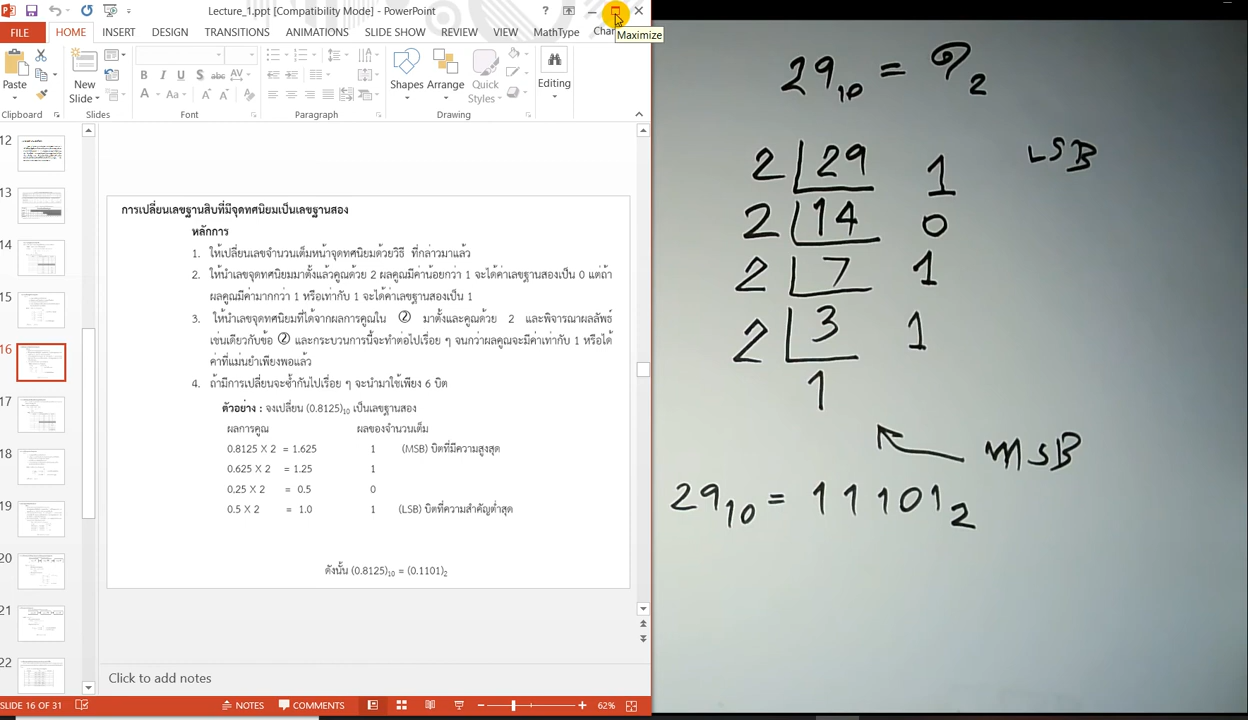 Lecture_1.ppt [Compatibility Mode] - PowerPoint
?
FILE HOME INSERT DESIGN TRANSITIONS ANIMATIONS SLIDE SHOW REVIEW VIEW MathType
Maximize
Paste New Slide Shapes Arrange Quick Styles Editing
B I U S abc AV
A Aa A A
Clipboard Slides Font Paragraph Drawing
12
13
14
15
16
17
18
19
20
21
22
การเปลี่ยนเลขฐานสิบที่มีจุดทศนิยมเป็นเลขฐานสอง
หลักการ
1. ให้เปลี่ยนเลขจำนวนเต็มหน้าจุดทศนิยมด้วยวิธี ที่กล่าวมาแล้ว
2. ให้นำเลขจุดทศนิยมมาตั้งแล้วคูณด้วย 2 ผลคูณมีค่าน้อยกว่า 1 จะได้ค่าเลขฐานสองเป็น 0 แต่ถ้า
ผลคูณมีค่ามากกว่า 1 หรือเท่ากับ 1 จะได้ค่าเลขฐานสองเป็น 1
3. ให้นำเลขจุดทศนิยมที่ได้จากผลการคูณใน ② มาตั้งและคูณด้วย 2 และพิจารณาผลลัพธ์
เช่นเดียวกับข้อ ② และกระบวนการนี้จะทำต่อไปเรื่อย ๆ จนกว่าผลคูณจะมีค่าเท่ากับ 1 หรือได้
ค่าที่แม่นยำเพียงพอแล้ว
4. ถ้ามีการเปลี่ยนจะซ้ำกันไปเรื่อย ๆ จะนำมาใช้เพียง 6 บิต
ตัวอย่าง : จงเปลี่ยน (0.8125)₁₀ เป็นเลขฐานสอง
ผลการคูณ ผลของจำนวนเต็ม
0.8125 X 2 = 1.625 1 (MSB) บิตที่มีความสูงสุด
0.625 X 2 = 1.25 1
0.25 X 2 = 0.5 0
0.5 X 2 = 1.0 1 (LSB) บิตที่ความสำคัญต่ำสุด
ดังนั้น (0.8125)₁₀ = (0.1101)₂
Click to add notes
SLIDE 16 OF 31 NOTES COMMENTS 62%
29₁₀ = ?₂
2 29 1 LSB
2 14 0
2 7 1
2 3 1
1
MSB
29₁₀ = 11101₂